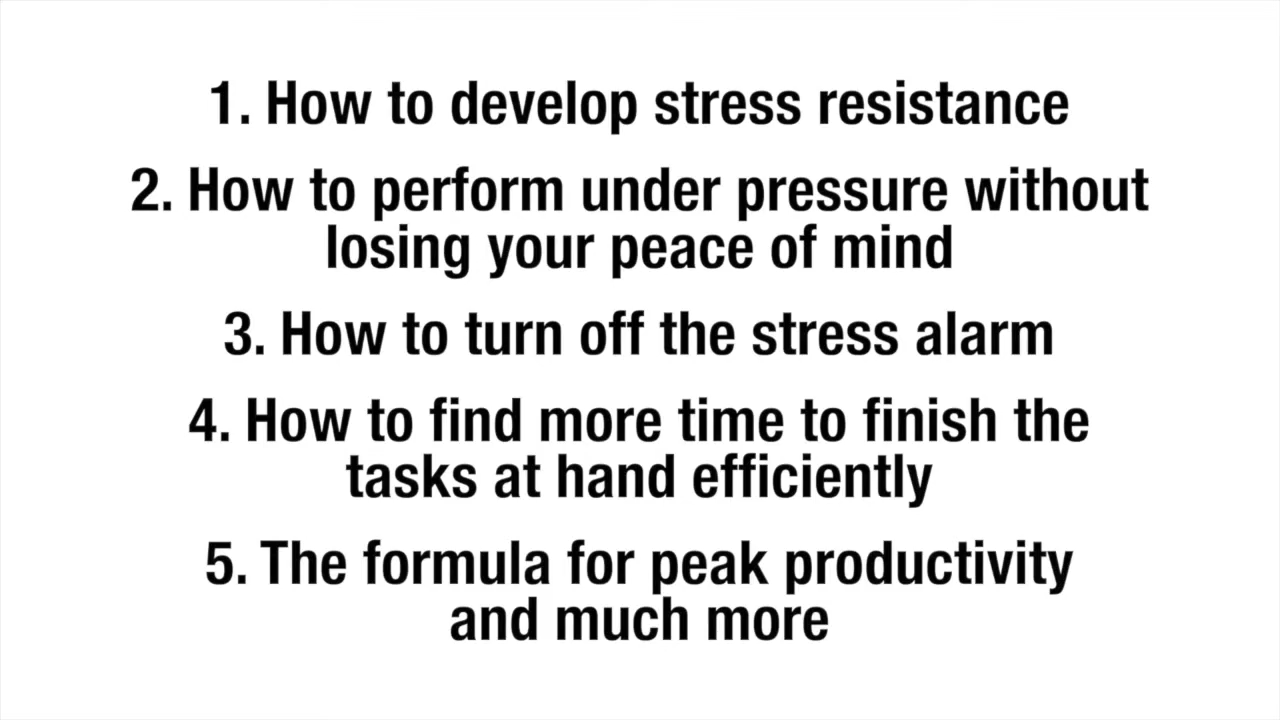 1. How to develop stress resistance
2. How to perform under pressure without
losing your peace of mind
3. How to turn off the stress alarm
4. How to find more time to finish the
tasks at hand efficiently
5. The formula for peak productivity
and much more